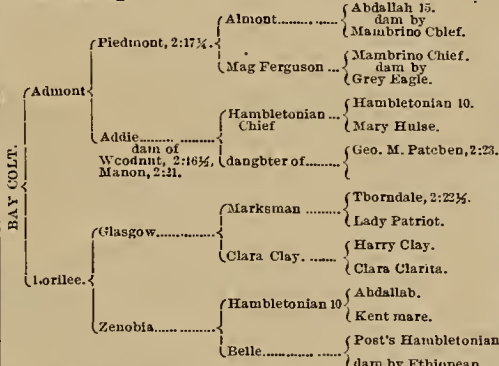 Abdallah 15.
Almont
dam by
Mambrino Chief.
Piedmont, 2:17¼.
Mambrino Chief.
Mag Ferguson
dam by
Grey Eagle.
Admont
Hambletonian Chief
Hambletonian 10.
Mary Hulse.
Addie
dam of
Woodnut, 2:16½,
Manon, 2:21.
daughter of
Geo. M. Patchen, 2:23.
BAY COLT.
Marksman
Thorndale, 2:22½.
Lady Patriot.
Glasgow
Clara Clay.
Harry Clay.
Clara Clarita.
Lorilee.
Hambletonian 10
Abdallah.
Kent mare.
Zenobia
Belle
Post's Hambletonian
dam by Ethiopean